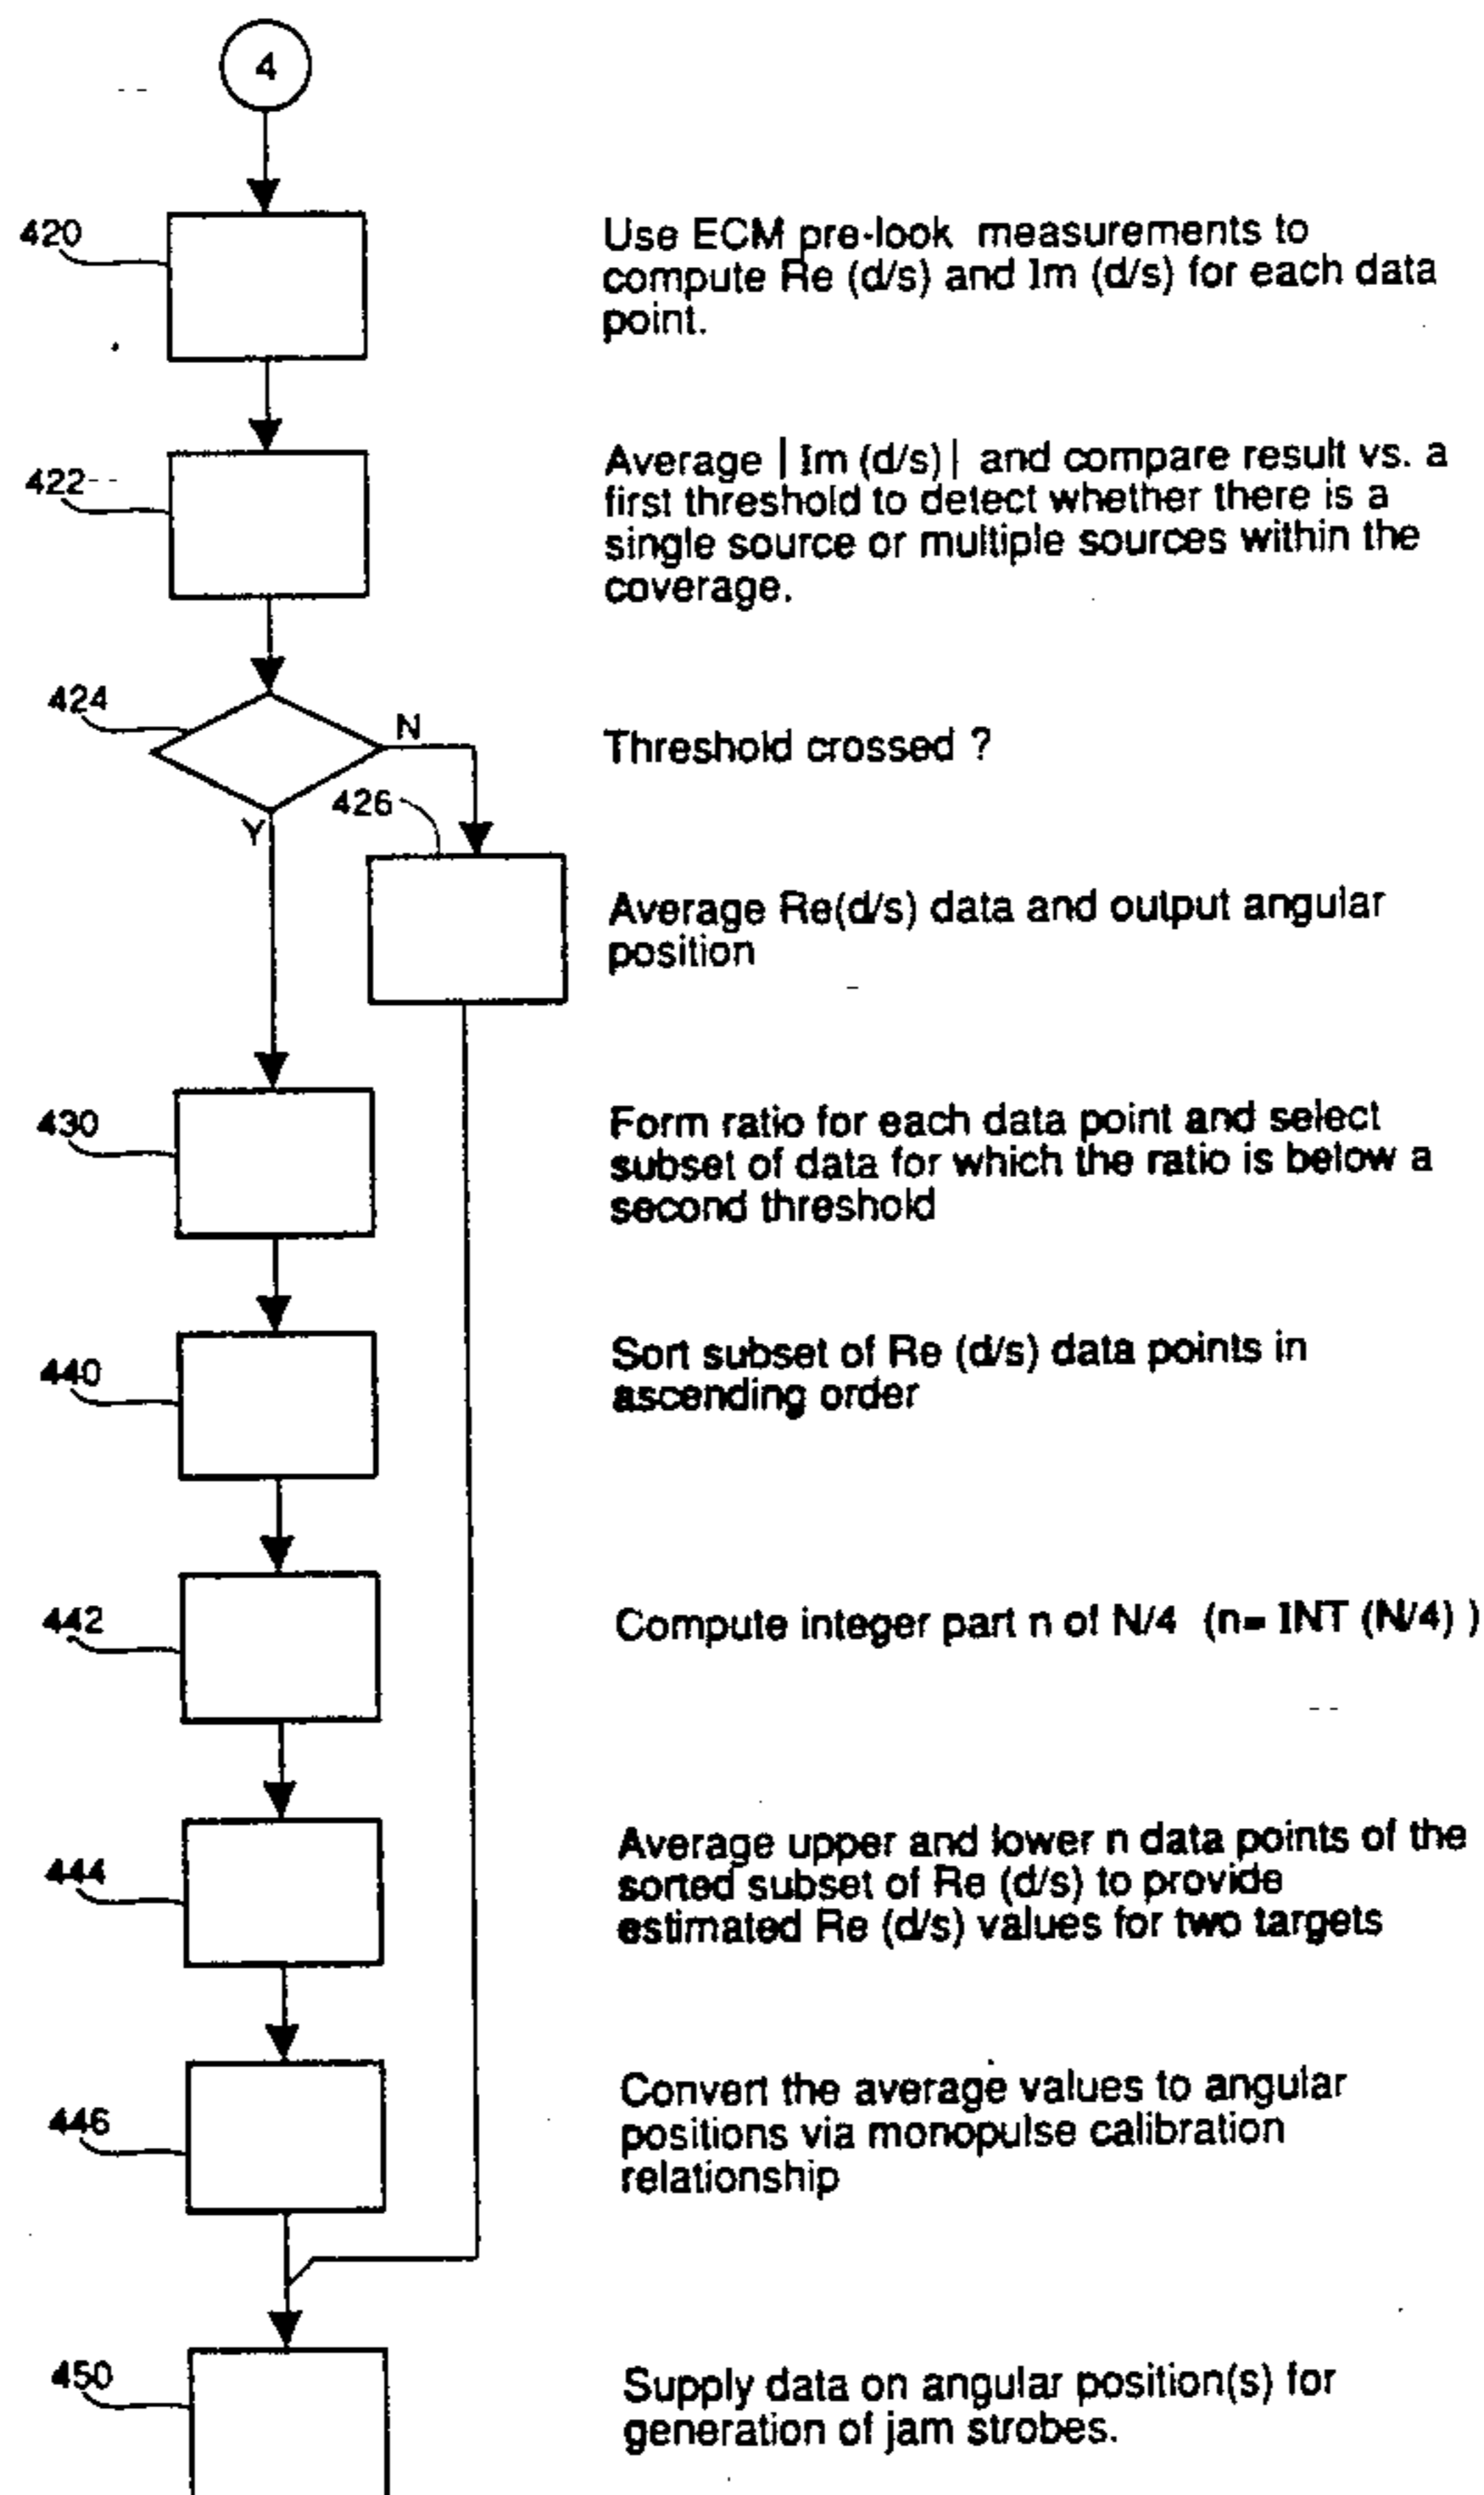 4
420
Use ECM pre-look measurements to
compute Re (d/s) and Im (d/s) for each data
point.
422
Average | Im (d/s) | and compare result vs. a
first threshold to detect whether there is a
single source or multiple sources within the
coverage.
424
N
Threshold crossed ?
Y
426
Average Re(d/s) data and output angular
position
430
Form ratio for each data point and select
subset of data for which the ratio is below a
second threshold
440
Sort subset of Re (d/s) data points in
ascending order
442
Compute integer part n of N/4 (n= INT (N/4) )
444
Average upper and lower n data points of the
sorted subset of Re (d/s) to provide
estimated Re (d/s) values for two targets
446
Convert the average values to angular
positions via monopulse calibration
relationship
450
Supply data on angular position(s) for
generation of jam strobes.